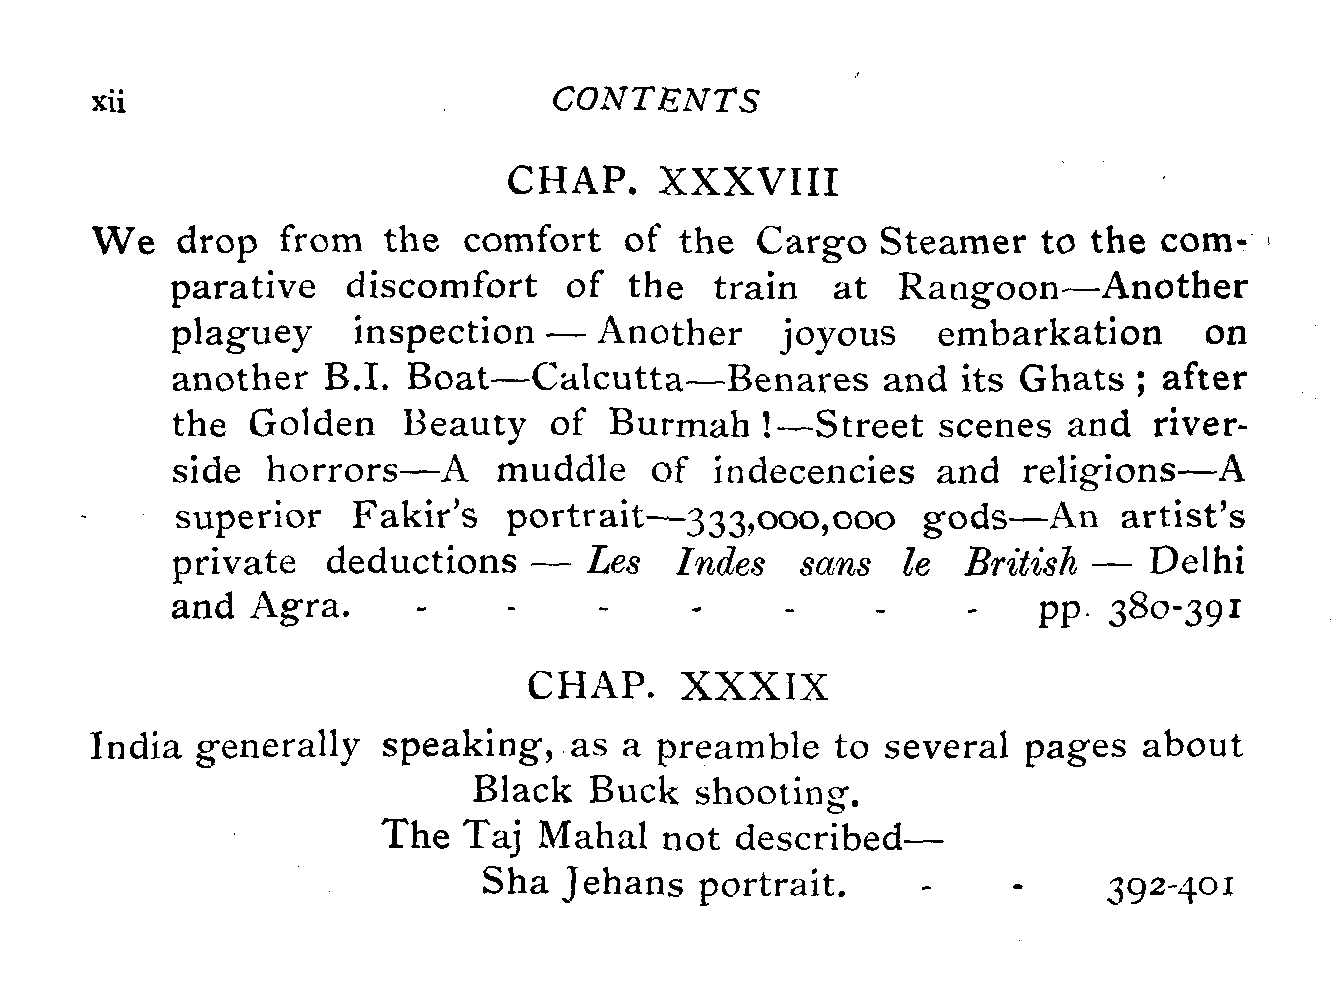 xii CONTENTS
CHAP. XXXVIII
We drop from the comfort of the Cargo Steamer to the com-
parative discomfort of the train at Rangoon—Another
plaguey inspection — Another joyous embarkation on
another B.I. Boat—Calcutta—Benares and its Ghats ; after
the Golden Beauty of Burmah !—Street scenes and river-
side horrors—A muddle of indecencies and religions—A
superior Fakir's portrait—333,000,000 gods—An artist's
private deductions — Les Indes sans le British — Delhi
and Agra. - - - - - - - pp. 380-391
CHAP. XXXIX
India generally speaking, as a preamble to several pages about
Black Buck shooting.
The Taj Mahal not described—
Sha Jehans portrait. - - 392-401